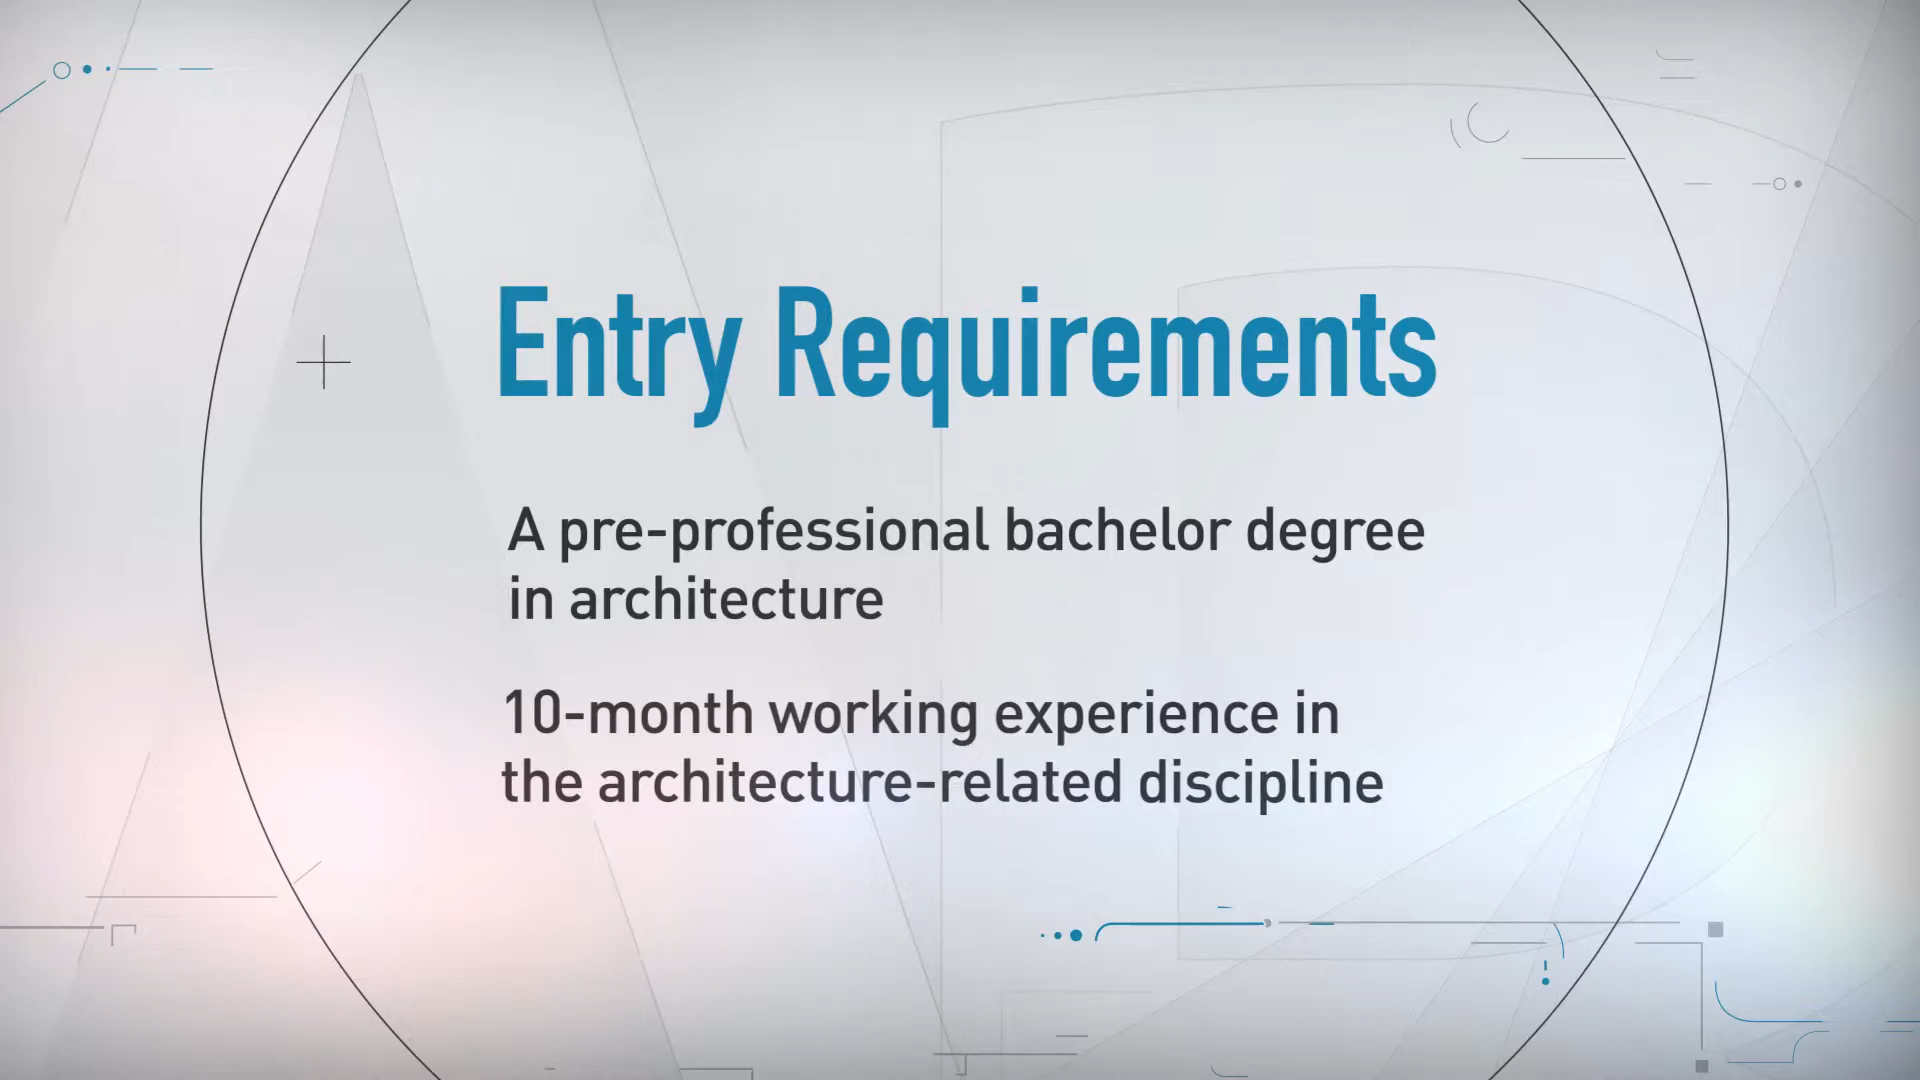 Entry Requirements
A pre-professional bachelor degree
in architecture
10-month working experience in
the architecture-related discipline